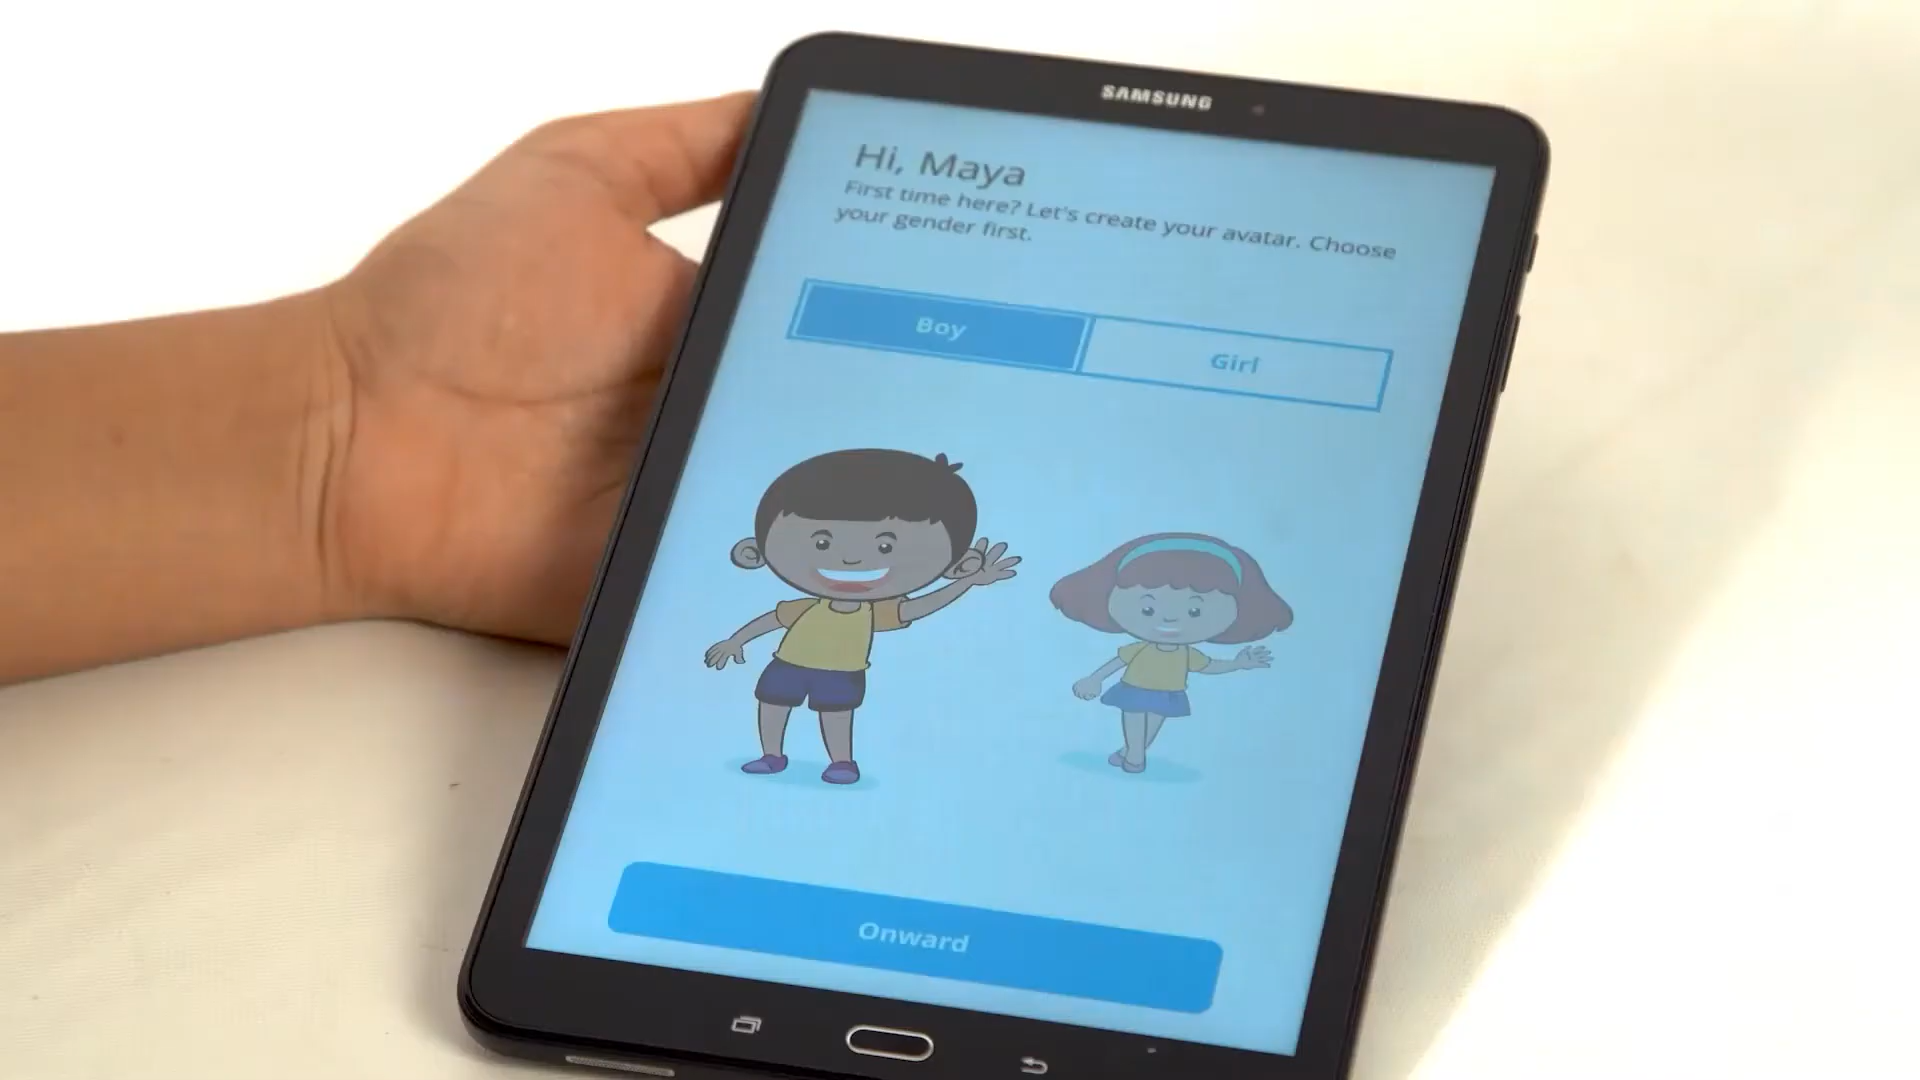 SAMSUNG
Hi, Maya
First time here? Let's create your avatar. Choose
your gender first.
Boy
Girl
Onward